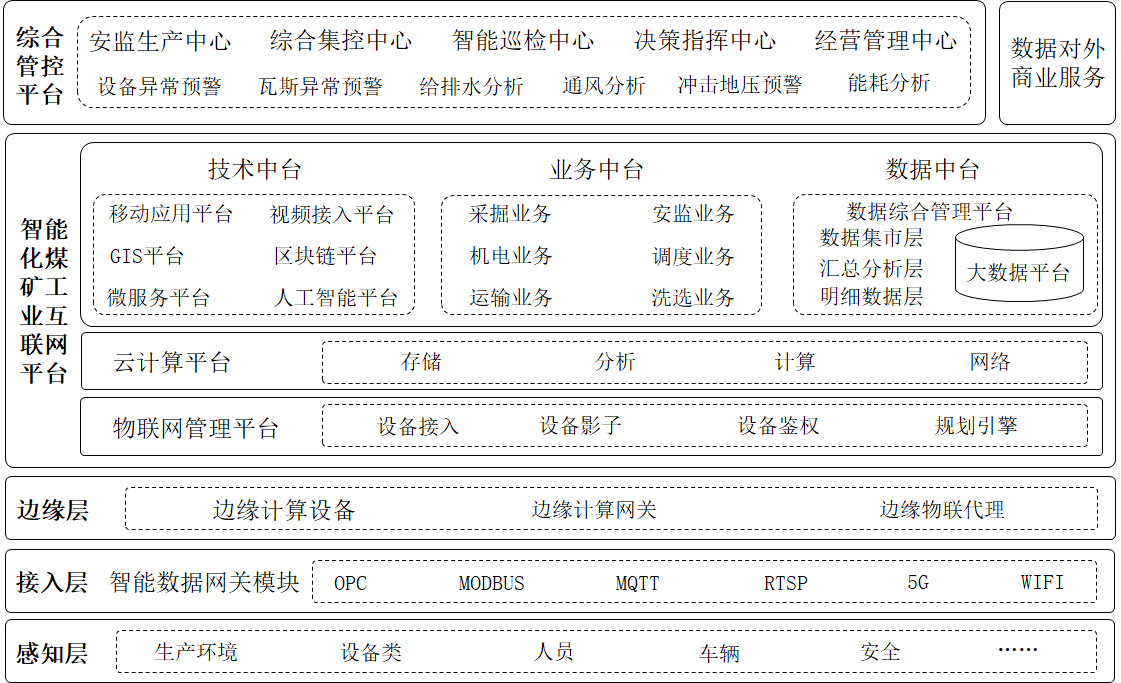 综合
管控
平台
安监生产中心 综合集控中心 智能巡检中心 决策指挥中心 经营管理中心
设备异常预警 瓦斯异常预警 给排水分析 通风分析 冲击地压预警 能耗分析
数据对外
商业服务
智能
化煤
矿工
业互
联网
平台
技术中台
移动应用平台 视频接入平台
GIS平台 区块链平台
微服务平台 人工智能平台
业务中台
采掘业务 安监业务
机电业务 调度业务
运输业务 洗选业务
数据中台
数据综合管理平台
数据集市层
汇总分析层
明细数据层
大数据平台
云计算平台 存储 分析 计算 网络
物联网管理平台 设备接入 设备影子 设备鉴权 规划引擎
边缘层 边缘计算设备 边缘计算网关 边缘物联代理
接入层 智能数据网关模块 OPC MODBUS MQTT RTSP 5G WIFI
感知层 生产环境 设备类 人员 车辆 安全 ……